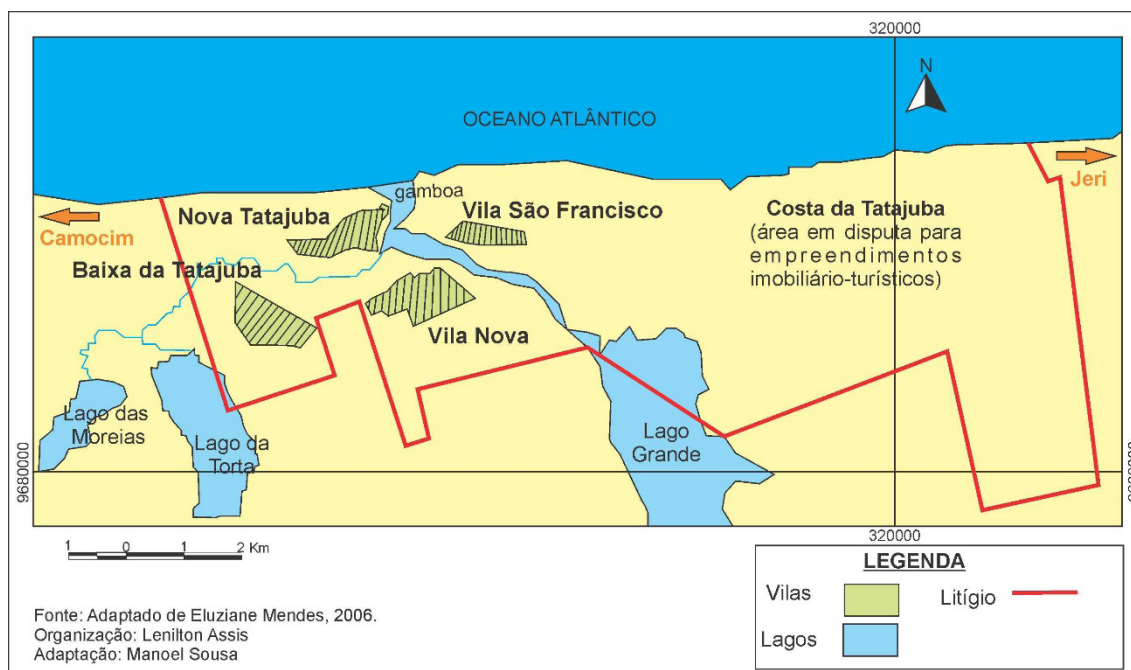 320000
N
OCEANO ATLÂNTICO
gamboa
Jeri
Nova Tatajuba
Vila São Francisco
Costa da Tatajuba
(área em disputa para
empreendimentos
imobiliário-turísticos)
Camocim
Baixa da Tatajuba
Vila Nova
Lago das
Moreias
Lago da
Torta
Lago
Grande
9680000
9680000
320000
1 0 1 2 Km
LEGENDA
Vilas
Litígio
Lagos
Fonte: Adaptado de Eluziane Mendes, 2006.
Organização: Lenilton Assis
Adaptação: Manoel Sousa